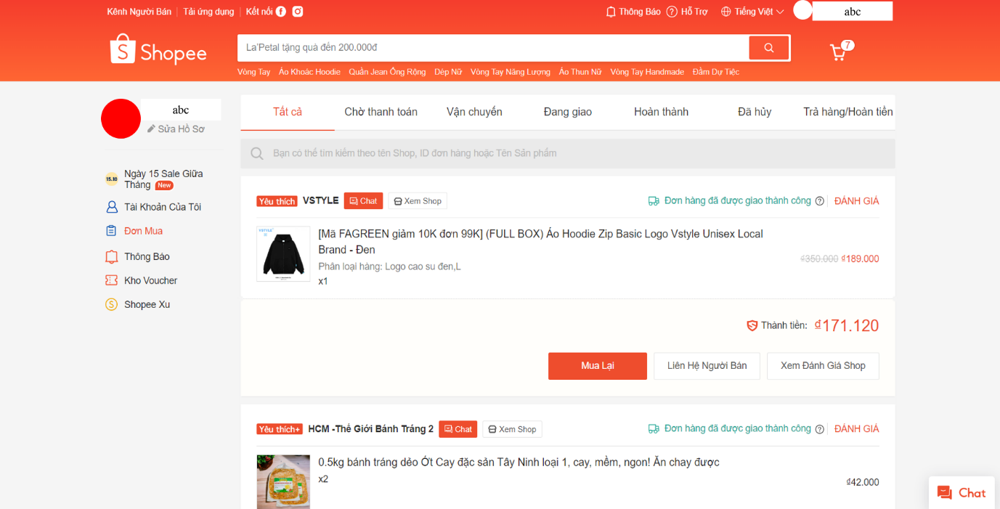 Kênh Người Bán Tải ứng dụng Kết nối
Thông Báo Hỗ Trợ Tiếng Việt abc
Shopee
La'Petal tặng quà đến 200.000đ
7
Vòng Tay Áo Khoác Hoodie Quần Jean Ống Rộng Dép Nữ Vòng Tay Năng Lượng Áo Thun Nữ Vòng Tay Handmade Đầm Dự Tiệc
abc
Sửa Hồ Sơ
15.10
Ngày 15 Sale Giữa
Tháng New
Tài Khoản Của Tôi
Đơn Mua
Thông Báo
Kho Voucher
Shopee Xu
Tất cả Chờ thanh toán Vận chuyển Đang giao Hoàn thành Đã hủy Trả hàng/Hoàn tiền
Bạn có thể tìm kiếm theo tên Shop, ID đơn hàng hoặc Tên Sản phẩm
Yêu thích VSTYLE Chat Xem Shop Đơn hàng đã được giao thành công ĐÁNH GIÁ
VSTYLE
[Mã FAGREEN giảm 10K đơn 99K] (FULL BOX) Áo Hoodie Zip Basic Logo Vstyle Unisex Local
Brand - Đen
Phân loại hàng: Logo cao su đen,L
x1
₫350.000 ₫189.000
Thành tiền: ₫171.120
Mua Lại Liên Hệ Người Bán Xem Đánh Giá Shop
Yêu thích+ HCM -Thế Giới Bánh Tráng 2 Chat Xem Shop Đơn hàng đã được giao thành công ĐÁNH GIÁ
0.5kg bánh tráng dẻo Ớt Cay đặc sản Tây Ninh loại 1, cay, mềm, ngon! Ăn chay được
x2
₫42.000
Chat